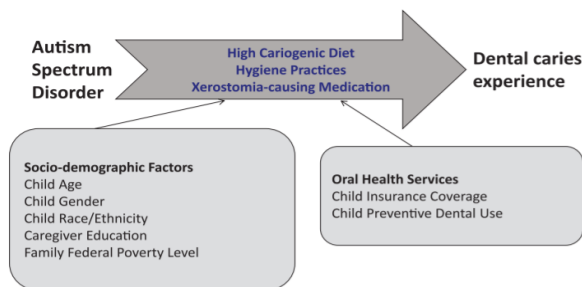 Autism
Spectrum
Disorder
High Cariogenic Diet
Hygiene Practices
Xerostomia-causing Medication
Dental caries
experience
Socio-demographic Factors
Child Age
Child Gender
Child Race/Ethnicity
Caregiver Education
Family Federal Poverty Level
Oral Health Services
Child Insurance Coverage
Child Preventive Dental Use